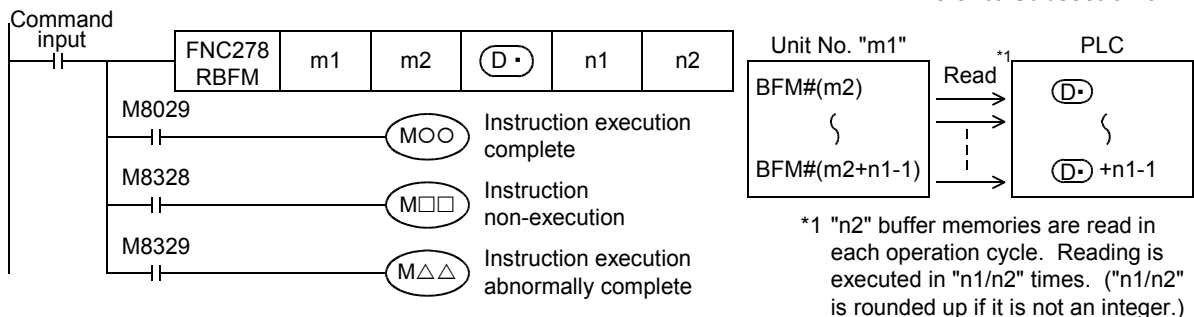 Command
input
FNC278
RBFM
m1
m2
D·
n1
n2
M8029
M○○
Instruction execution
complete
M8328
M□□
Instruction
non-execution
M8329
M△△
Instruction execution
abnormally complete
Unit No. "m1"
PLC
BFM#(m2)
Read
*1
D·
BFM#(m2+n1-1)
D· +n1-1
*1 "n2" buffer memories are read in
each operation cycle. Reading is
executed in "n1/n2" times. ("n1/n2"
is rounded up if it is not an integer.)